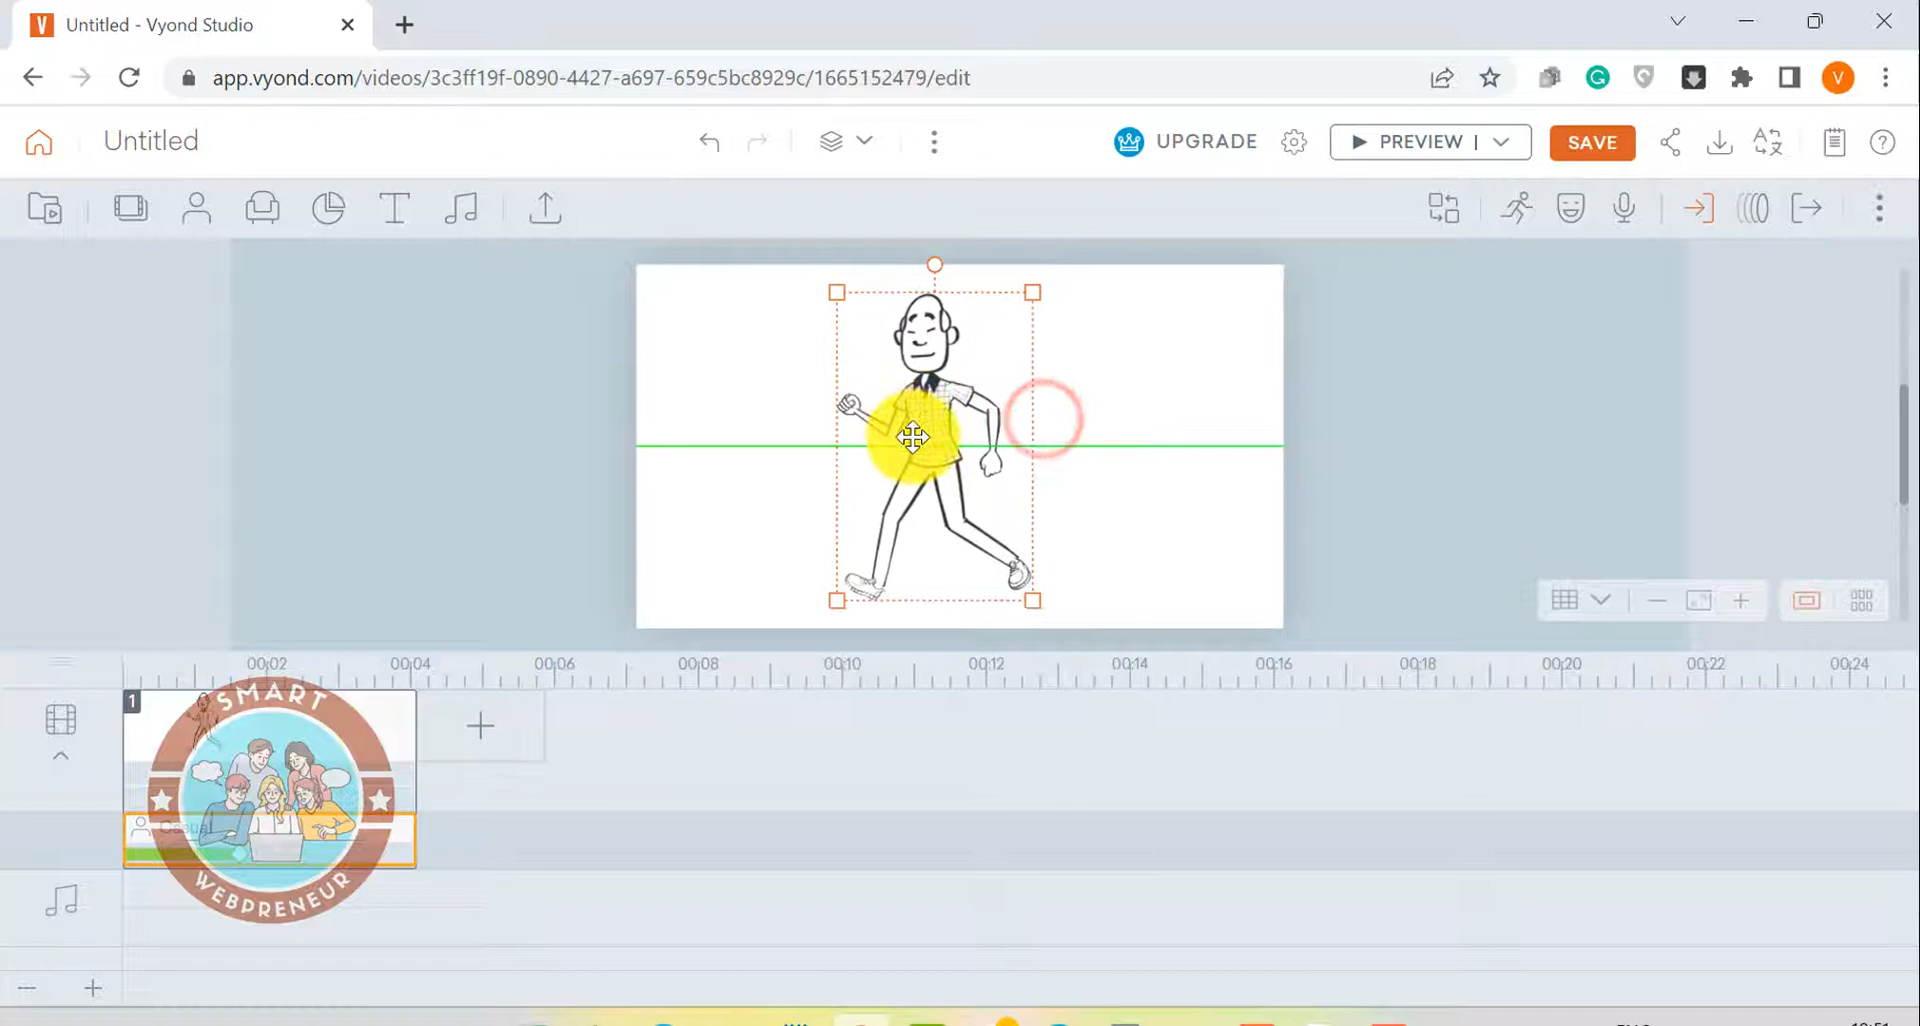 Untitled - Vyond Studio
app.vyond.com/videos/3c3ff19f-0890-4427-a697-659c5bc8929c/1665152479/edit
V
Untitled
UPGRADE
PREVIEW
SAVE
00:02 00:04 00:06 00:08 00:10 00:12 00:14 00:16 00:18 00:20 00:22 00:24
1
SMART
WEBPRENEUR